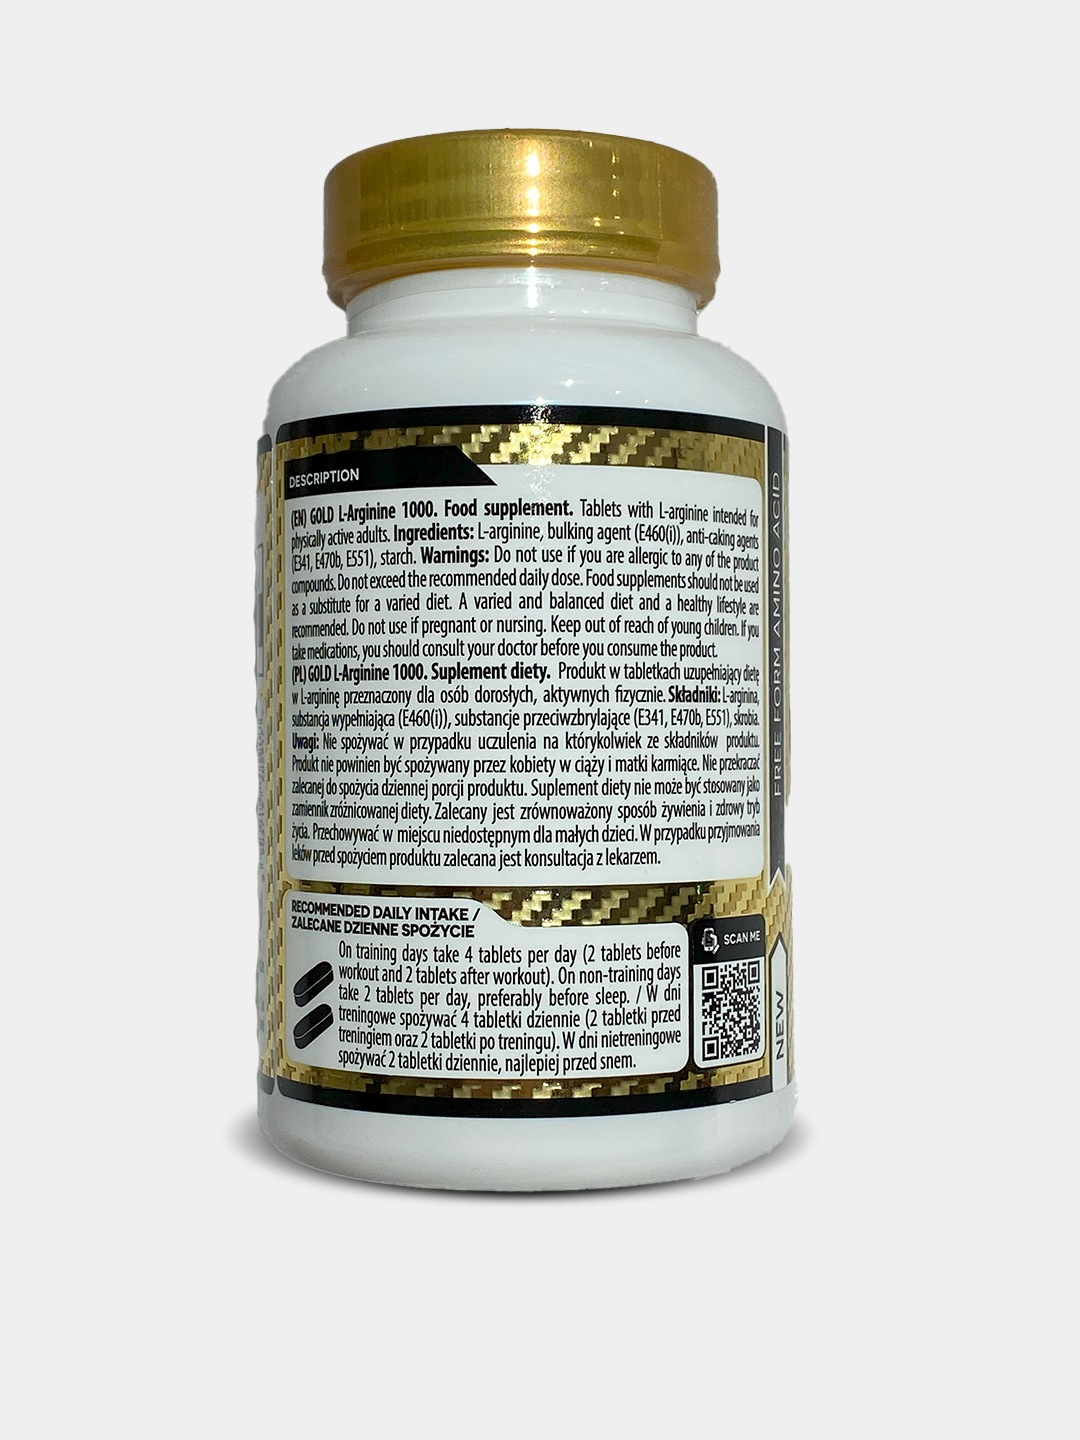 DESCRIPTION
(EN) GOLD L-Arginine 1000. Food supplement. Tablets with L-arginine intended for
physically active adults. Ingredients: L-arginine, bulking agent (E460(i)), anti-caking agents
(E341, E470b, E551), starch. Warnings: Do not use if you are allergic to any of the product
compounds. Do not exceed the recommended daily dose. Food supplements should not be used
as a substitute for a varied diet. A varied and balanced diet and a healthy lifestyle are
recommended. Do not use if pregnant or nursing. Keep out of reach of young children. If you
take medications, you should consult your doctor before you consume the product.
(PL) GOLD L-Arginine 1000. Suplement diety. Produkt w tabletkach uzupełniający dietę
w L-argininę przeznaczony dla osób dorosłych, aktywnych fizycznie. Składniki: L-arginina,
substancja wypełniająca (E460(i)), substancje przeciwzbrylające (E341, E470b, E551), skrobia.
Uwagi: Nie spożywać w przypadku uczulenia na którykolwiek ze składników produktu.
Produkt nie powinien być spożywany przez kobiety w ciąży i matki karmiące. Nie przekraczać
zalecanej do spożycia dziennej porcji produktu. Suplement diety nie może być stosowany jako
zamiennik zróżnicowanej diety. Zalecany jest zrównoważony sposób żywienia i zdrowy tryb
życia. Przechowywać w miejscu niedostępnym dla małych dzieci. W przypadku przyjmowania
leków przed spożyciem produktu zalecana jest konsultacja z lekarzem.
RECOMMENDED DAILY INTAKE /
ZALECANE DZIENNE SPOŻYCIE
On training days take 4 tablets per day (2 tablets before
workout and 2 tablets after workout). On non-training days
take 2 tablets per day, preferably before sleep. / W dni
treningowe spożywać 4 tabletki dziennie (2 tabletki przed
treningiem oraz 2 tabletki po treningu). W dni nietreningowe
spożywać 2 tabletki dziennie, najlepiej przed snem.
SCAN ME
FREE FORM AMINO ACID
NEW